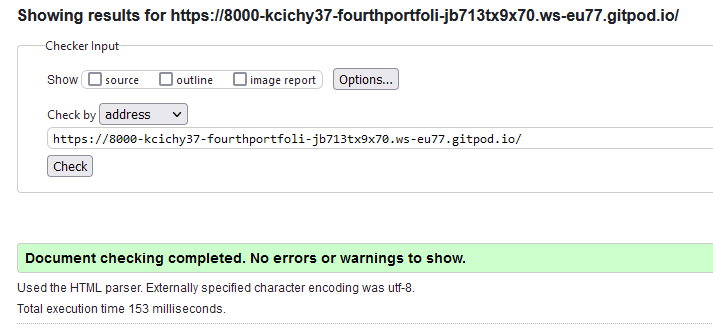 Showing results for https://8000-kcichy37-fourthportfoli-jb713tx9x70.ws-eu77.gitpod.io/
Checker Input
Show source outline image report Options...
Check by address
https://8000-kcichy37-fourthportfoli-jb713tx9x70.ws-eu77.gitpod.io/
Check
Document checking completed. No errors or warnings to show.
Used the HTML parser. Externally specified character encoding was utf-8.
Total execution time 153 milliseconds.